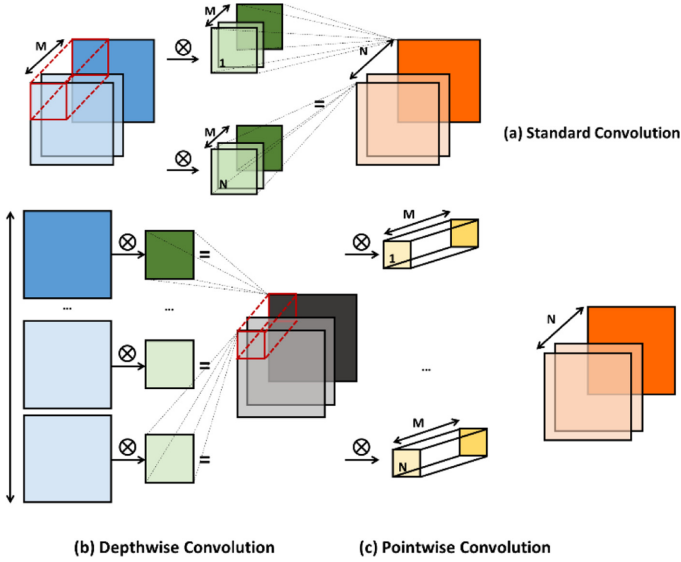 M
M
1
N
=
(a) Standard Convolution
M
N
=
...
...
=
=
M
1
N
...
M
N
(b) Depthwise Convolution
(c) Pointwise Convolution